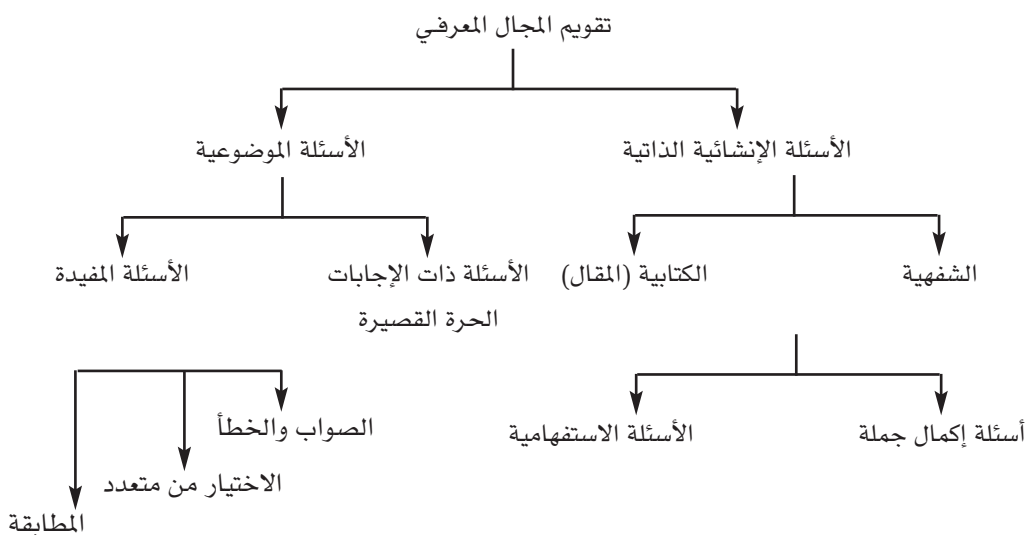 تقويم المجال المعرفي
الأسئلة الإنشائية الذاتية
الأسئلة الموضوعية
الشفهية
الكتابية (المقال)
الأسئلة ذات الإجابات
الحرة القصيرة
الأسئلة المفيدة
أسئلة إكمال جملة
الأسئلة الاستفهامية
الصواب والخطأ
الاختيار من متعدد
المطابقة